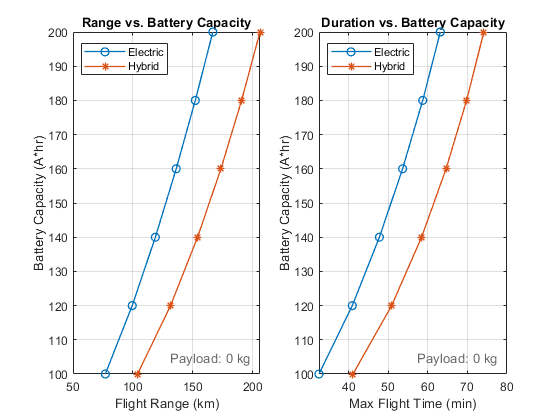 Range vs. Battery Capacity
Electric
Hybrid
Battery Capacity (A*hr)
200
190
180
170
160
150
140
130
120
110
100
Payload: 0 kg
50
100
150
200
Flight Range (km)
Duration vs. Battery Capacity
Electric
Hybrid
Battery Capacity (A*hr)
200
190
180
170
160
150
140
130
120
110
100
Payload: 0 kg
40
50
60
70
80
Max Flight Time (min)